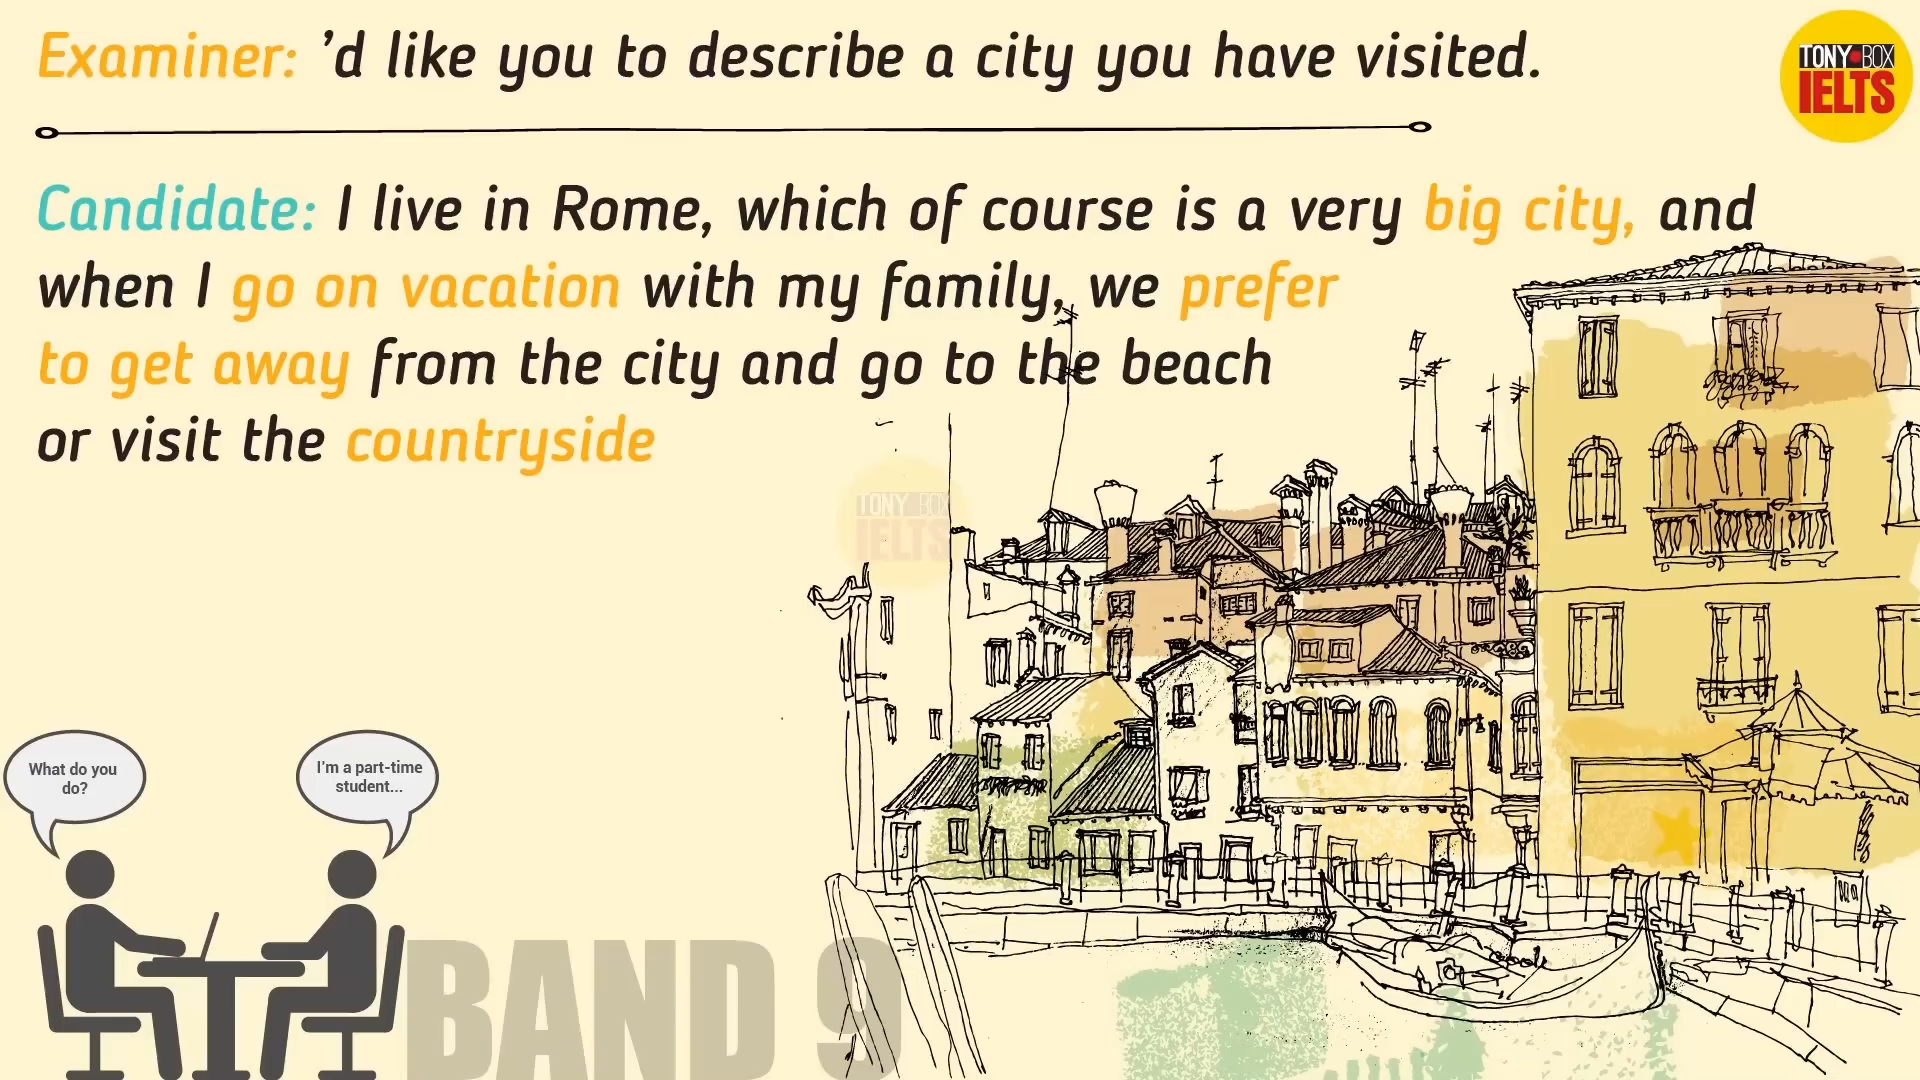 Examiner: ’d like you to describe a city you have visited.
TONY BOX
IELTS
Candidate: I live in Rome, which of course is a very big city, and
when I go on vacation with my family, we prefer
to get away from the city and go to the beach
or visit the countryside
TONY BOX
IELTS
What do you
do?
I'm a part-time
student...
BAND 9